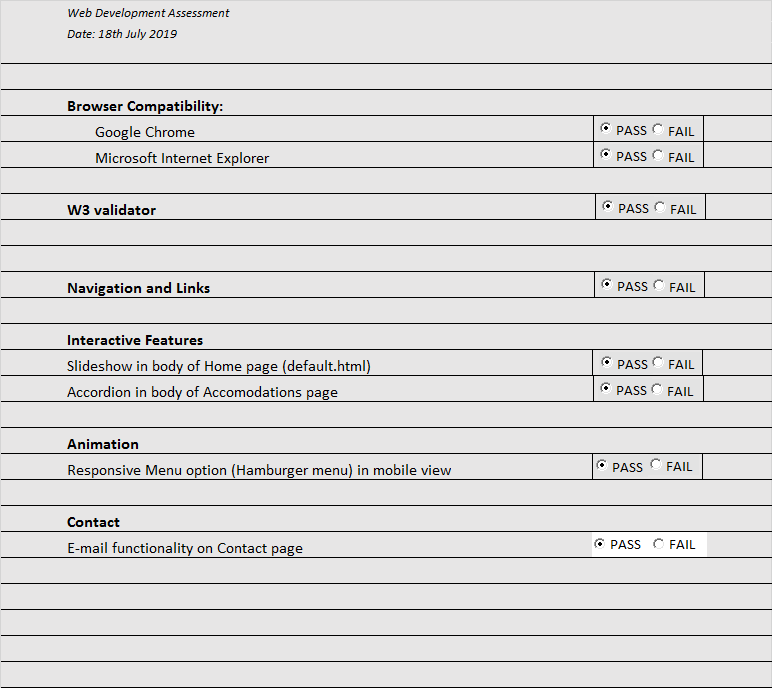 Web Development Assessment
Date: 18th July 2019
Browser Compatibility:
Google Chrome PASS FAIL
Microsoft Internet Explorer PASS FAIL
W3 validator PASS FAIL
Navigation and Links PASS FAIL
Interactive Features
Slideshow in body of Home page (default.html) PASS FAIL
Accordion in body of Accomodations page PASS FAIL
Animation
Responsive Menu option (Hamburger menu) in mobile view PASS FAIL
Contact
E-mail functionality on Contact page PASS FAIL